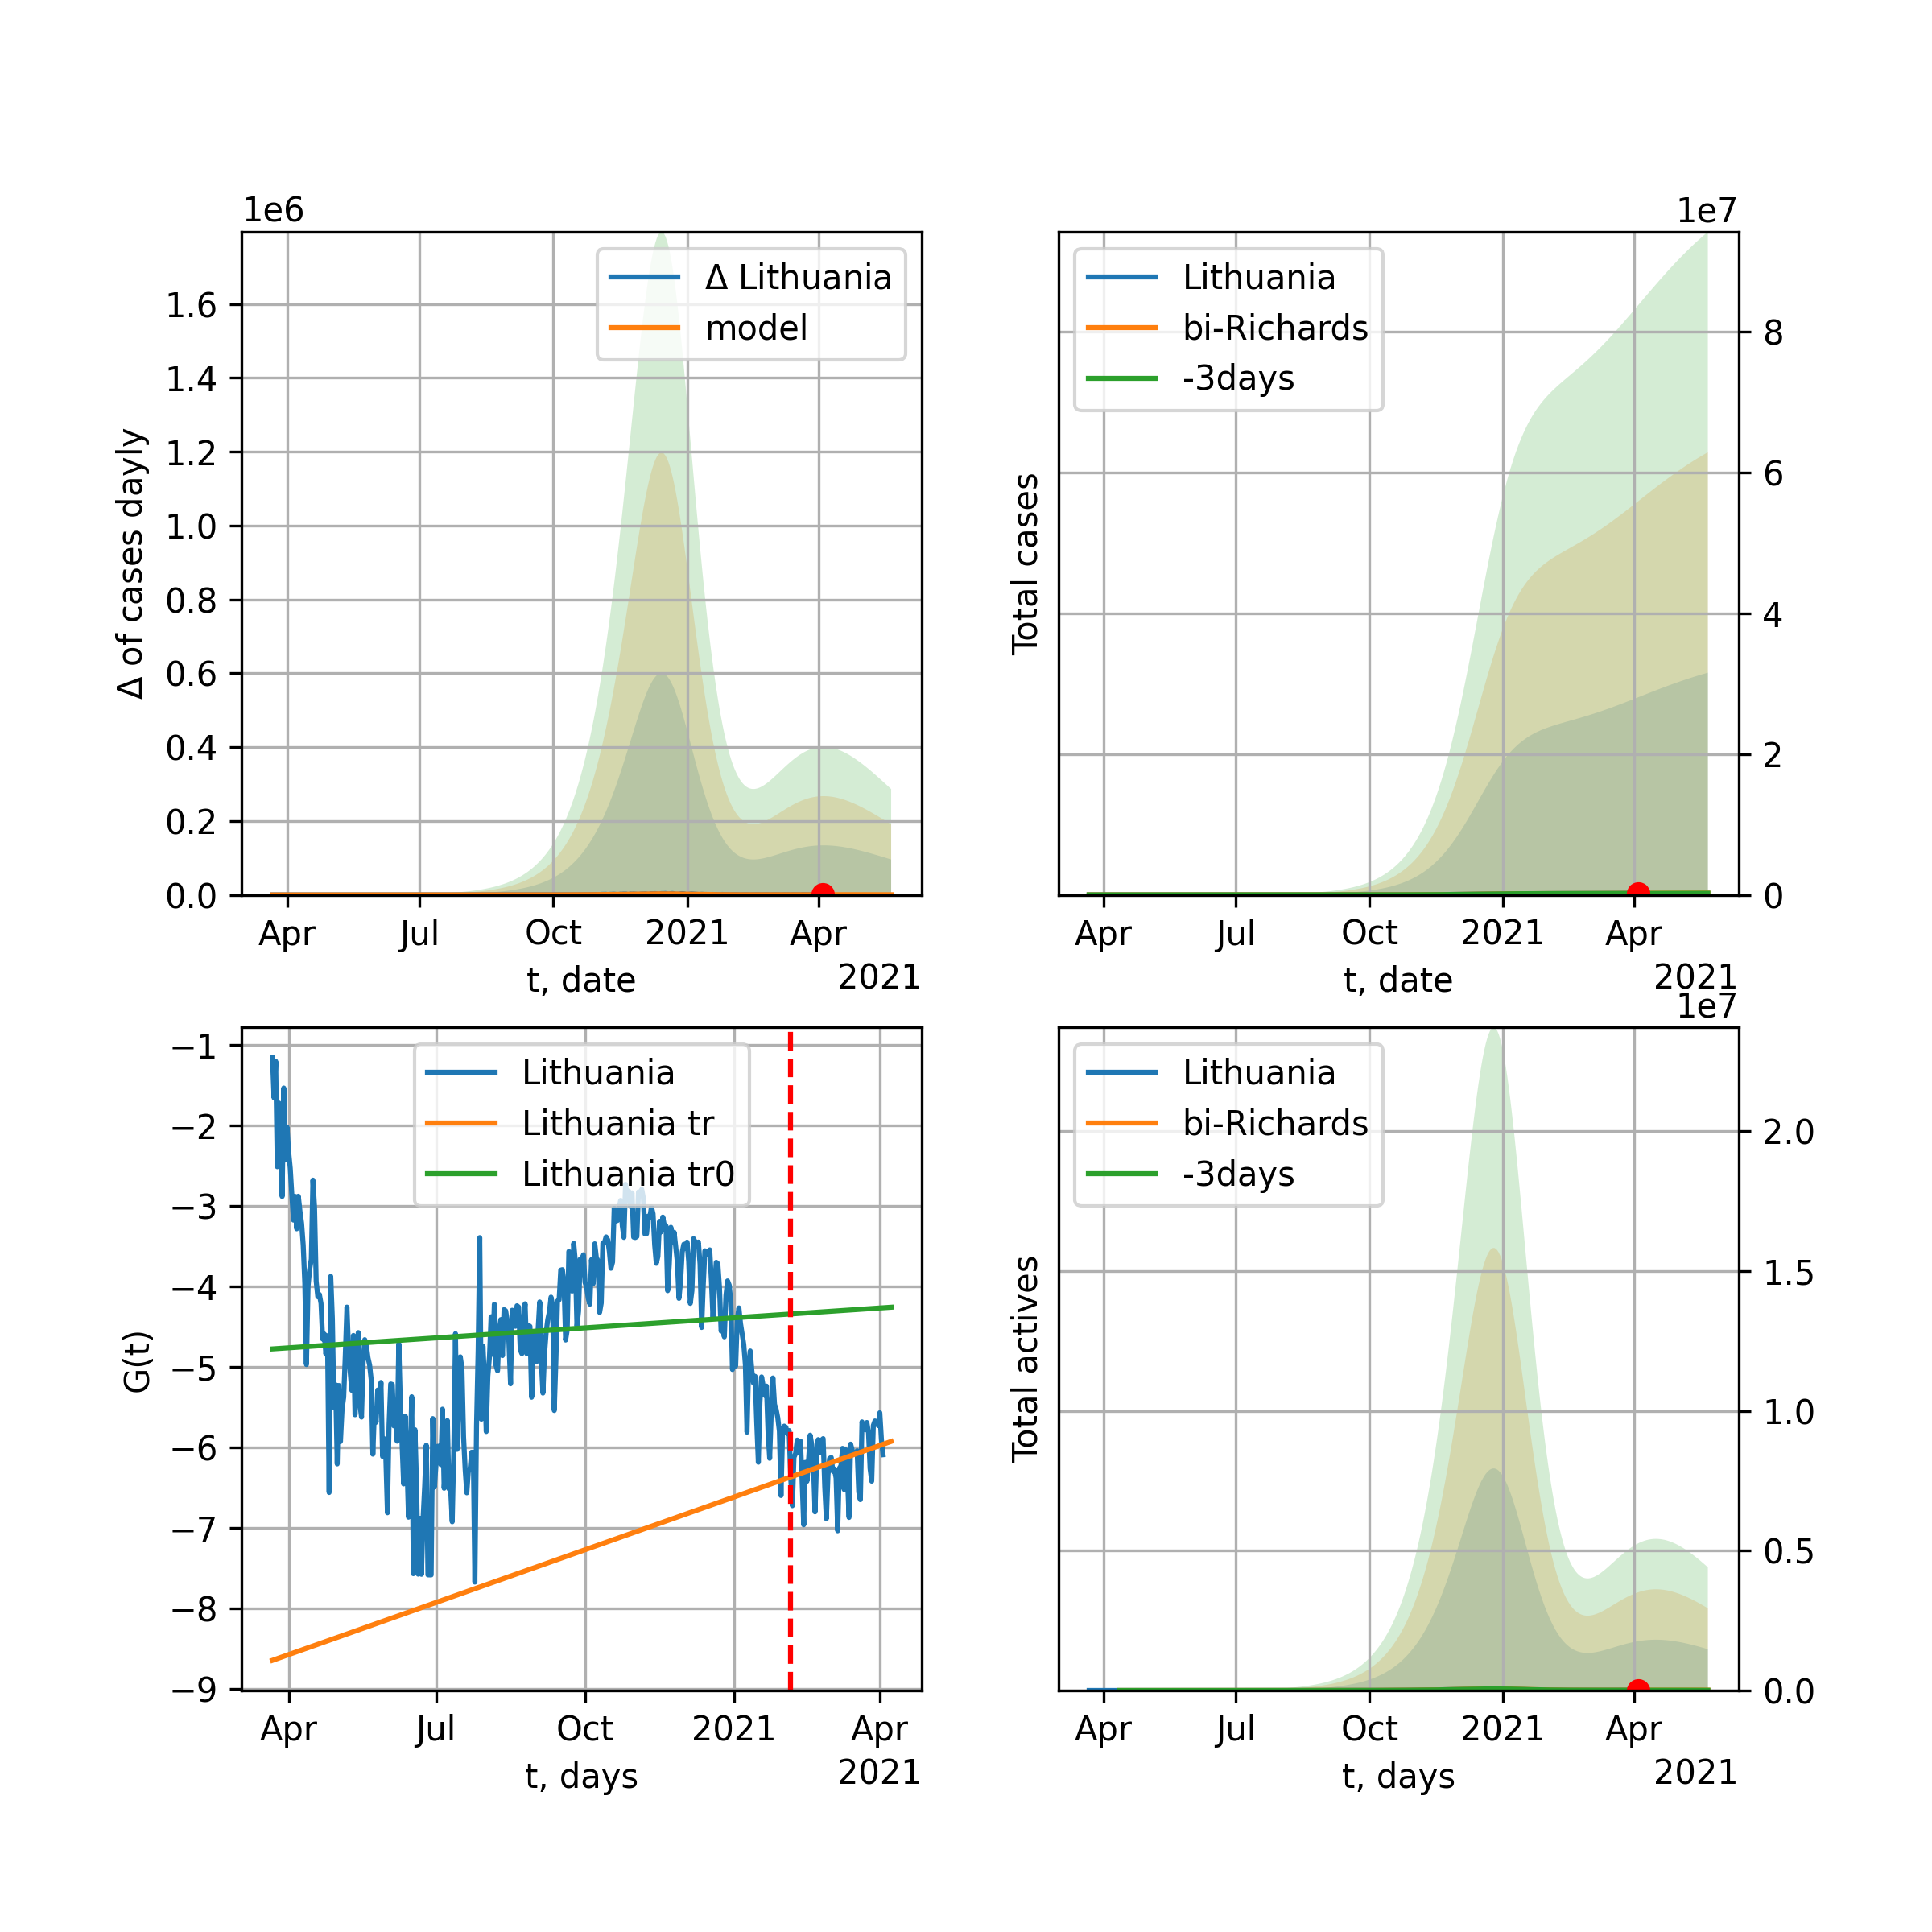 1e6
Δ Lithuania
model
1.6
1.4
1.2
1.0
0.8
0.6
0.4
0.2
0.0
Δ of cases dayly
Apr
Jul
Oct
2021
Apr
t, date
2021
1e7
Lithuania
bi-Richards
-3days
8
6
4
2
0
Total cases
Apr
Jul
Oct
2021
Apr
t, date
2021
Lithuania
Lithuania tr
Lithuania tr0
−1
−2
−3
−4
−5
−6
−7
−8
−9
G(t)
Apr
Jul
Oct
2021
Apr
t, days
2021
1e7
Lithuania
bi-Richards
-3days
2.0
1.5
1.0
0.5
0.0
Total actives
Apr
Jul
Oct
2021
Apr
t, days
2021